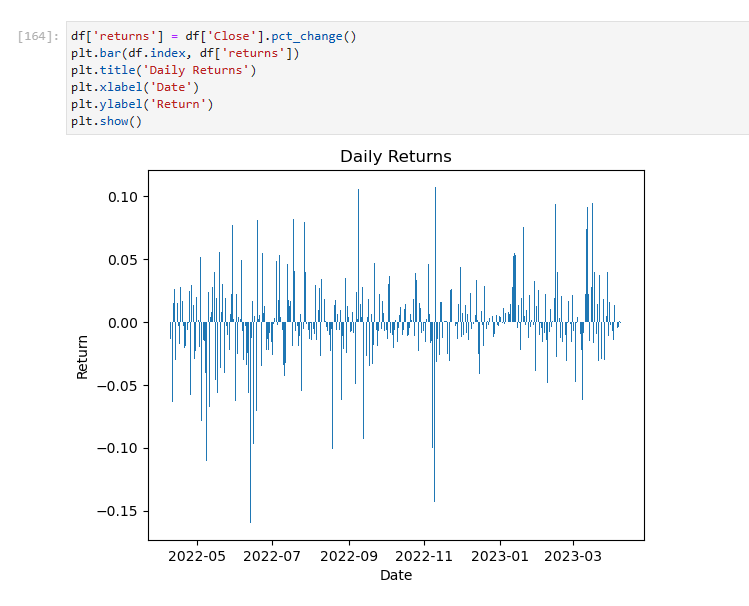 [164]: df['returns'] = df['Close'].pct_change()
plt.bar(df.index, df['returns'])
plt.title('Daily Returns')
plt.xlabel('Date')
plt.ylabel('Return')
plt.show()
Daily Returns
0.10
0.05
0.00
−0.05
−0.10
−0.15
Return
2022-05 2022-07 2022-09 2022-11 2023-01 2023-03
Date